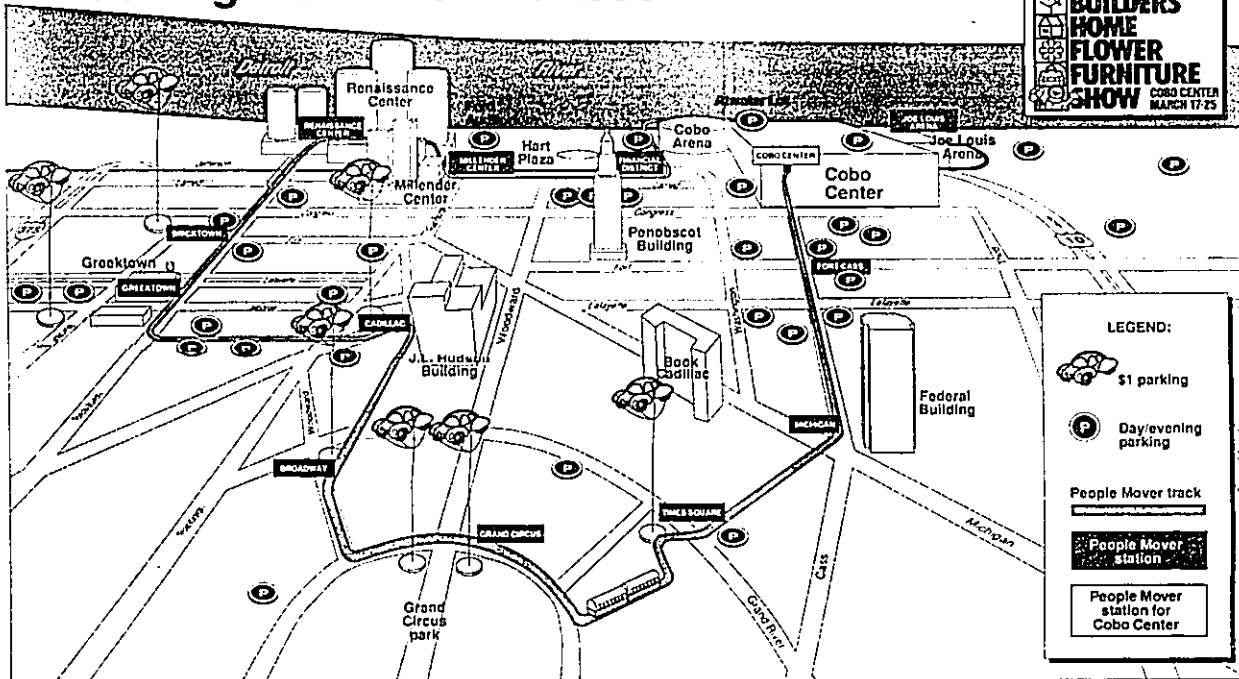 BUILDERS
HOME
FLOWER
FURNITURE
SHOW COBO CENTER
MARCH 17-25
Detroit
River
Renaissance
Center
RENAISSANCE
CENTER
Hart
Plaza
Cobo
Arena
JOE LOUIS
ARENA
Joe Louis
Arena
COBO CENTER
Cobo
Center
MILLENDER
CENTER
FINANCIAL
DISTRICT
Millender
Center
Congress
Penobscot
Building
Fort
BRICKTOWN
Greektown
GREEKTOWN
FORT/CASS
Lafayette
Lafayette
Woodward
CADILLAC
J.L. Hudson
Building
Book
Cadillac
Federal
Building
MICHIGAN
BROADWAY
TIMES SQUARE
GRAND CIRCUS
Michigan
Cass
Grand River
Grand
Circus
park
LEGEND:
$1 parking
P
Day/evening
parking
People Mover track
People Mover
station
People Mover
station for
Cobo Center